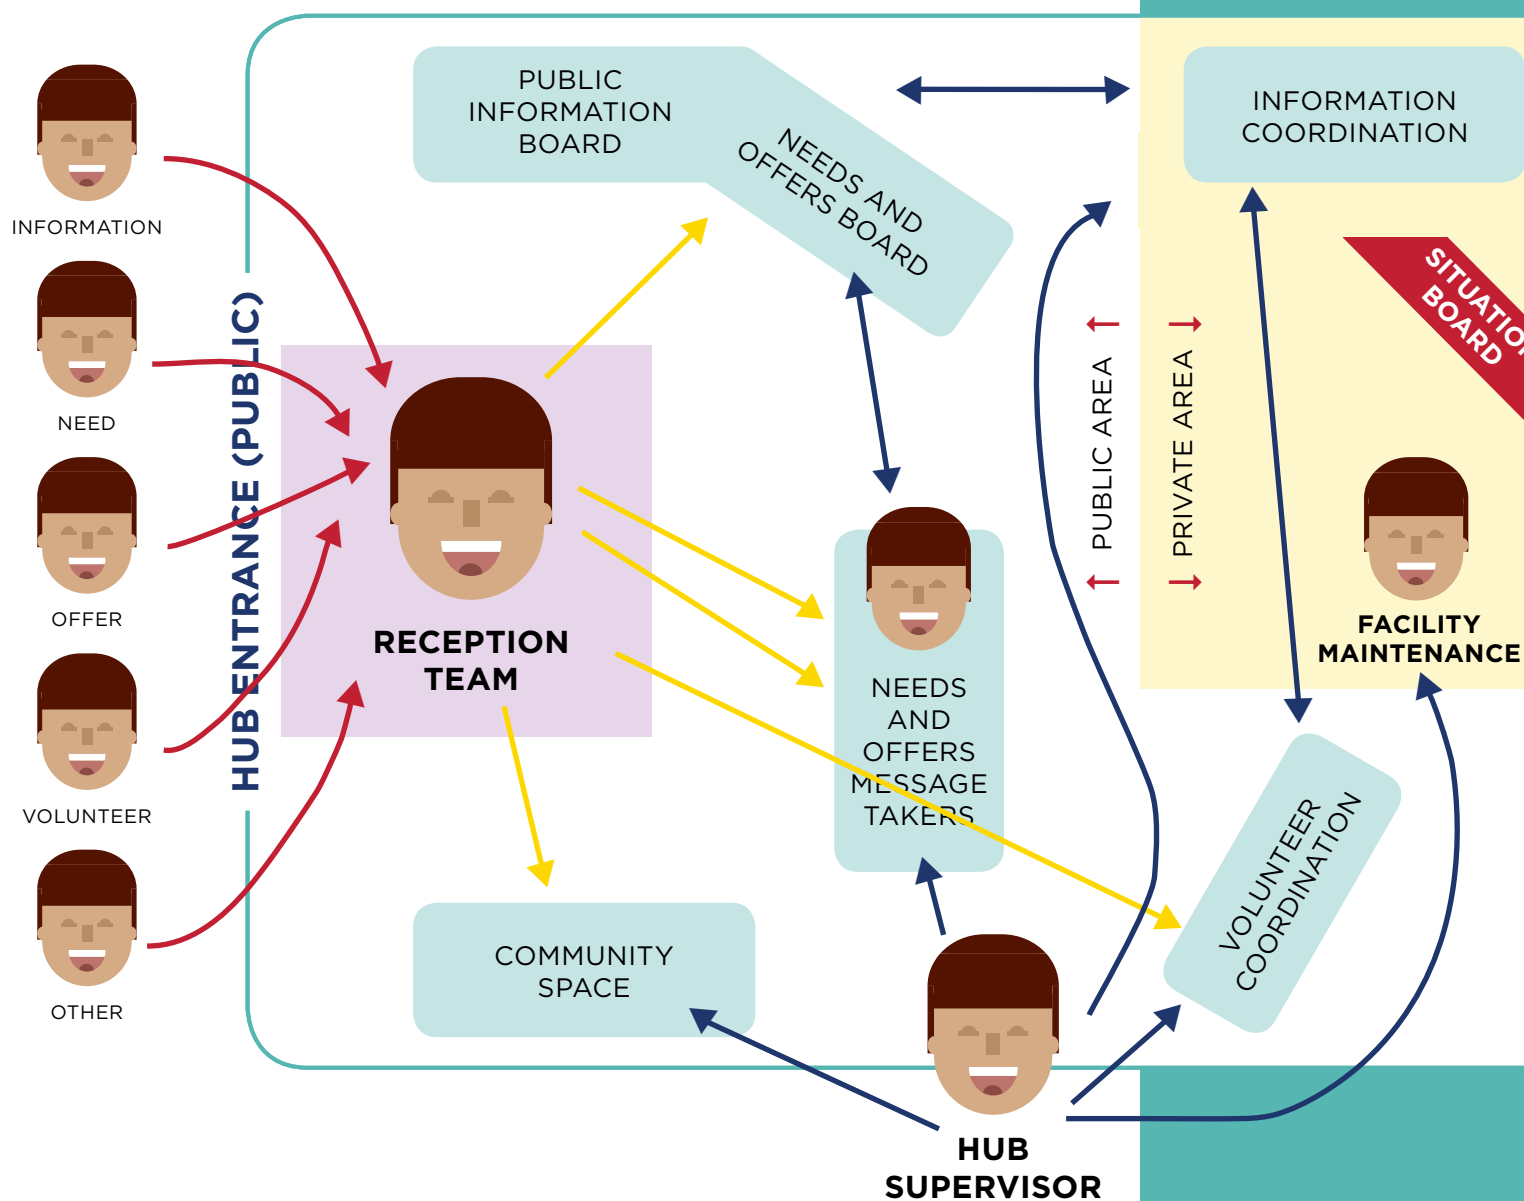 INFORMATION
NEED
OFFER
VOLUNTEER
OTHER
HUB ENTRANCE (PUBLIC)
PUBLIC
INFORMATION
BOARD
NEEDS AND
OFFERS BOARD
RECEPTION
TEAM
NEEDS
AND
OFFERS
MESSAGE
TAKERS
COMMUNITY
SPACE
HUB
SUPERVISOR
PUBLIC AREA
PRIVATE AREA
INFORMATION
COORDINATION
SITUATION
BOARD
FACILITY
MAINTENANCE
VOLUNTEER
COORDINATION